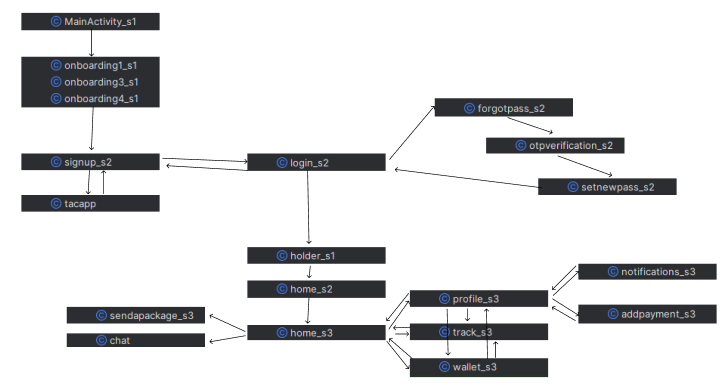 MainActivity_s1
onboarding1_s1
onboarding3_s1
onboarding4_s1
signup_s2
tacapp
login_s2
forgotpass_s2
otpverification_s2
setnewpass_s2
holder_s1
home_s2
home_s3
sendapackage_s3
chat
profile_s3
track_s3
wallet_s3
notifications_s3
addpayment_s3